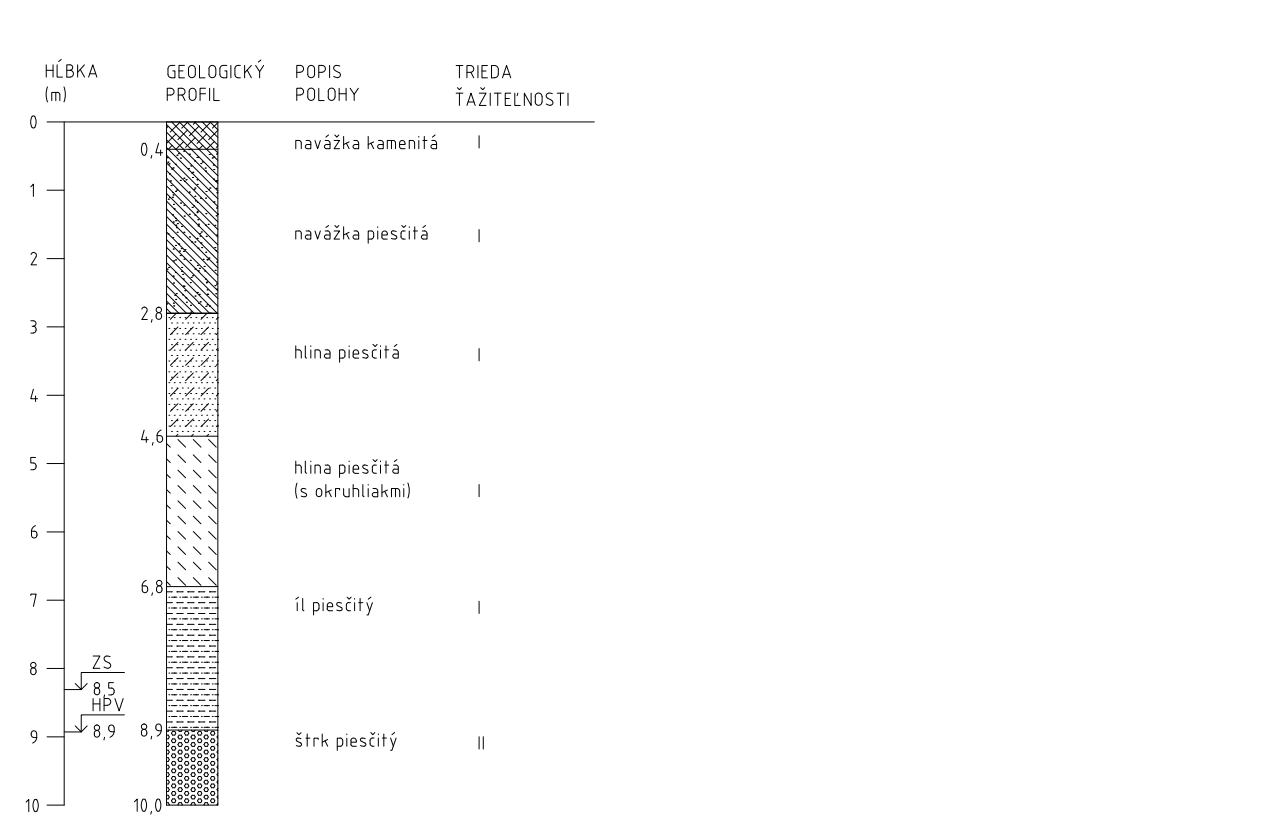 HĹBKA
(m)
GEOLOGICKÝ
PROFIL
POPIS
POLOHY
TRIEDA
ŤAŽITEĽNOSTI
0
navážka kamenitá I
0,4
1
navážka piesčitá I
2
2,8
3
hlina piesčitá I
4
4,6
5
hlina piesčitá
(s okruhliakmi) I
6
6,8
7
íl piesčitý I
8
ZS
8,5
HPV
8,9
8,9
9
štrk piesčitý II
10
10,0